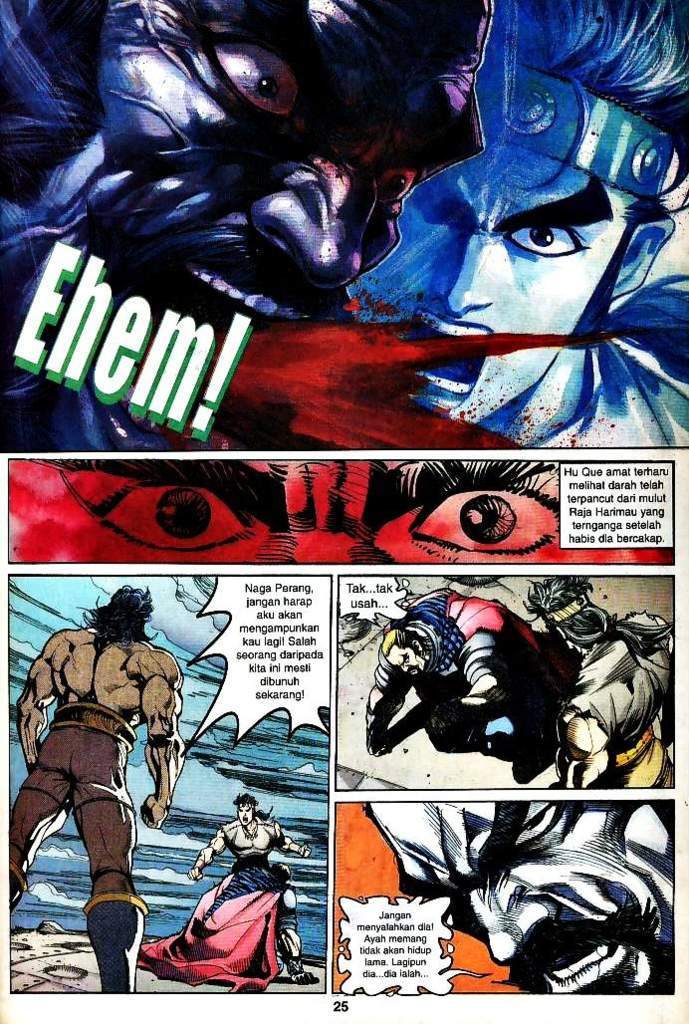 Ehem!
Hu Que amat terharu
melihat darah telah
terpancut dari mulut
Raja Harimau yang
ternganga setelah
habis dia bercakap.
Naga Perang,
jangan harap
aku akan
mengampunkan
kau lagi! Salah
seorang daripada
kita ini mesti
dibunuh
sekarang!
Tak...tak
usah...
Jangan
menyalahkan dia!
Ayah memang
tidak akan hidup
lama. Lagipun
dia...dia ialah...
25